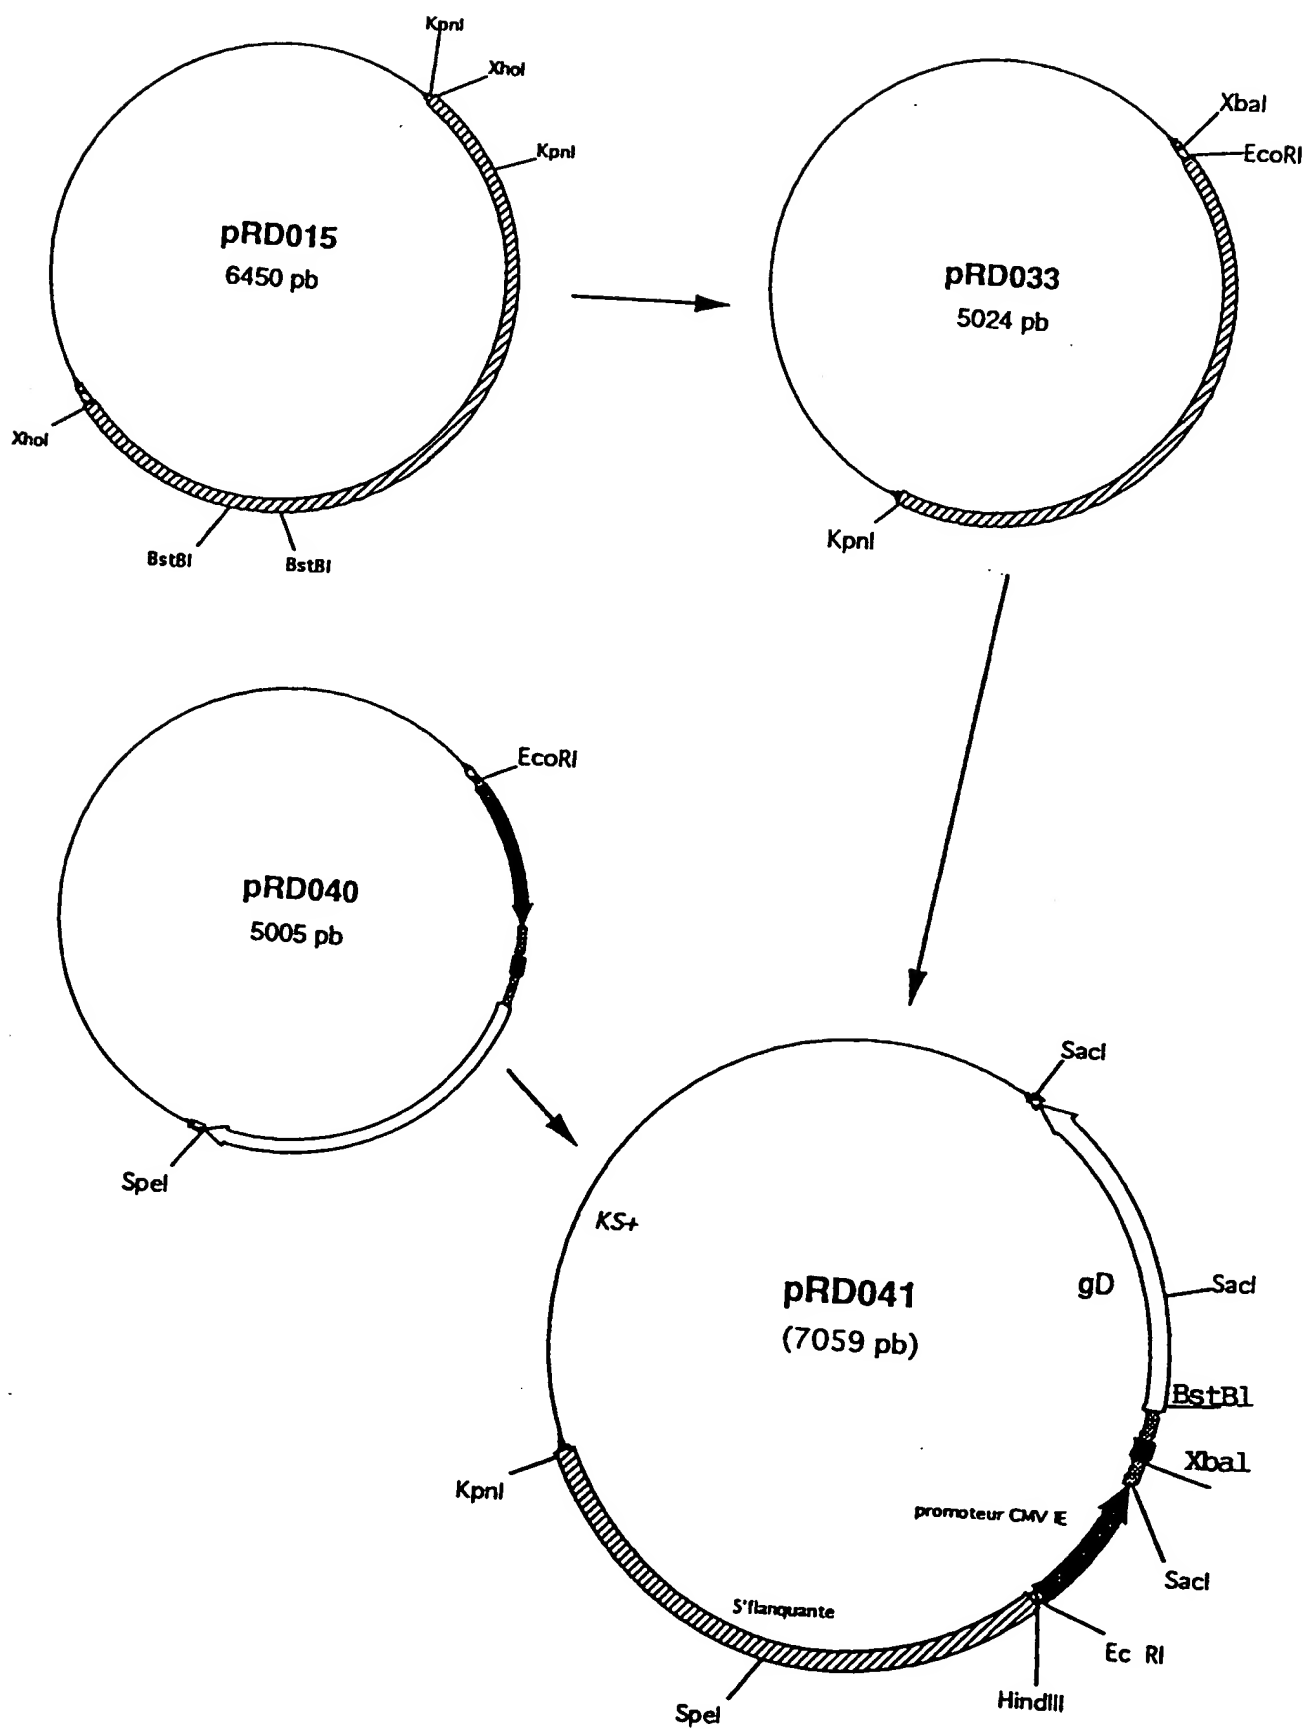 KpnI
XhoI
KpnI
pRD015
6450 pb
XhoI
BstBI
BstBI
XbaI
EcoRI
pRD033
5024 pb
KpnI
EcoRI
pRD040
5005 pb
SpeI
SacI
KS+
gD
SacI
pRD041
(7059 pb)
BstBl
Xbal
KpnI
promoteur CMV IE
SacI
5'flanquante
Ec RI
HindIII
SpeI